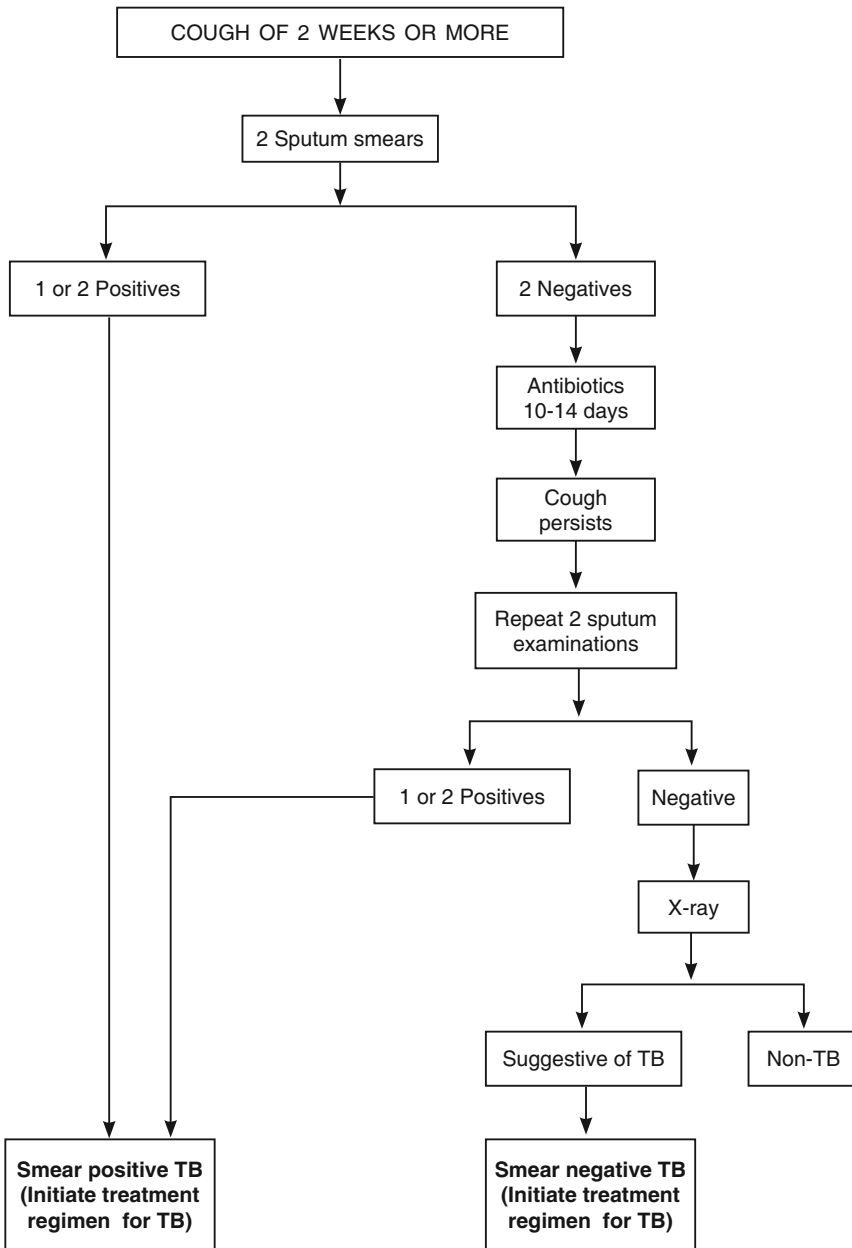 COUGH OF 2 WEEKS OR MORE
2 Sputum smears
1 or 2 Positives
2 Negatives
Antibiotics
10-14 days
Cough
persists
Repeat 2 sputum
examinations
1 or 2 Positives
Negative
X-ray
Suggestive of TB
Non-TB
Smear positive TB
(Initiate treatment
regimen for TB)
Smear negative TB
(Initiate treatment
regimen for TB)